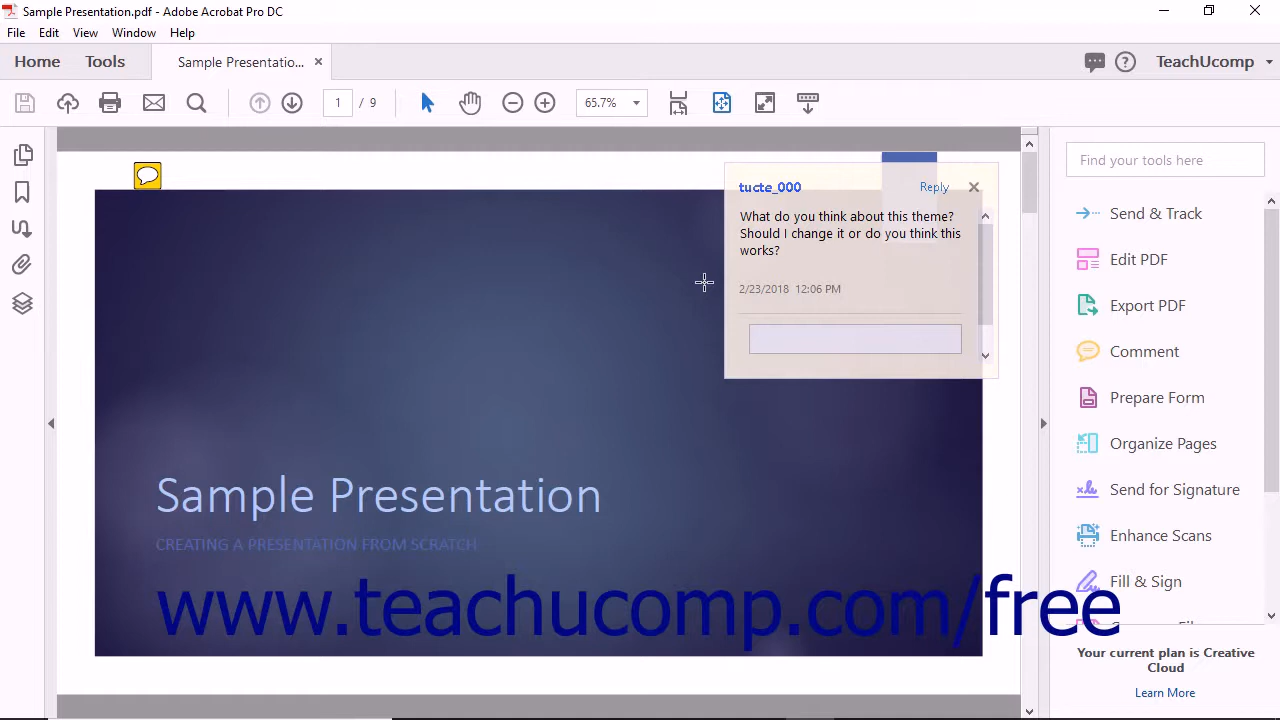 Sample Presentation.pdf - Adobe Acrobat Pro DC
File Edit View Window Help
Home Tools Sample Presentatio... × TeachUcomp
1 / 9 65.7%
Find your tools here
tucte_000 Reply
What do you think about this theme?
Should I change it or do you think this
works?
2/23/2018 12:06 PM
Send & Track
Edit PDF
Export PDF
Comment
Prepare Form
Organize Pages
Send for Signature
Enhance Scans
Fill & Sign
Sample Presentation
CREATING A PRESENTATION FROM SCRATCH
www.teachucomp.com/free
Your current plan is Creative
Cloud
Learn More